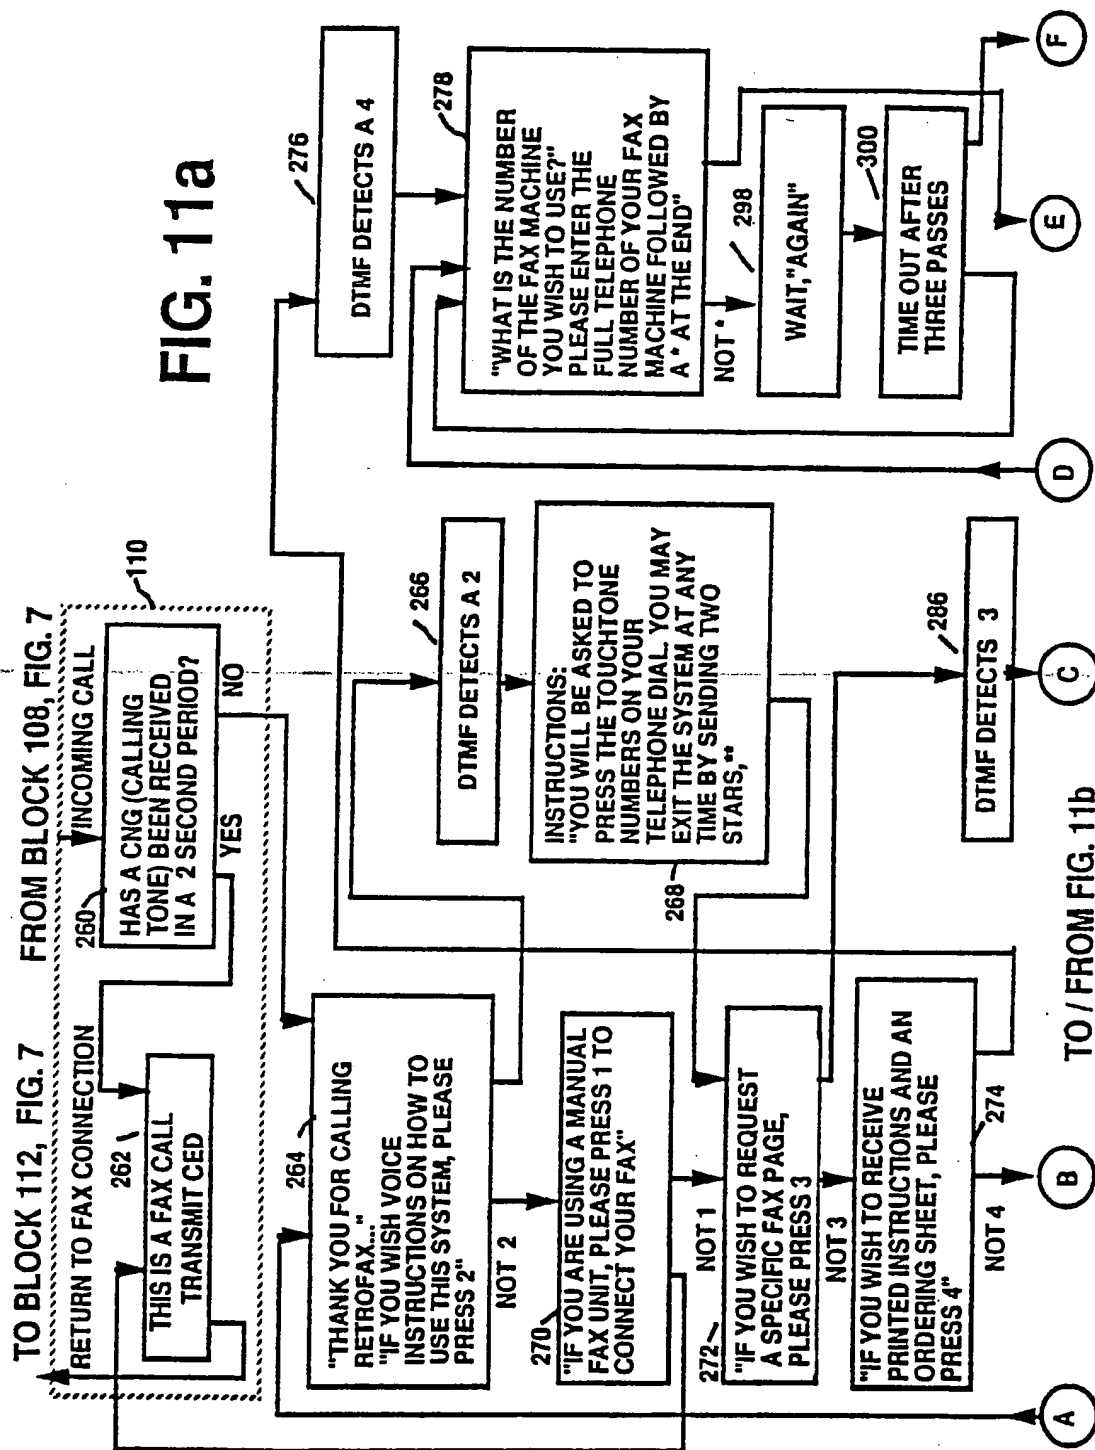 FIG. 11a
TO BLOCK 112, FIG. 7
FROM BLOCK 108, FIG. 7
RETURN TO FAX CONNECTION
INCOMING CALL
110
260
HAS A CNG (CALLING
TONE) BEEN RECEIVED
IN A 2 SECOND PERIOD?
YES
NO
262
THIS IS A FAX CALL
TRANSMIT CED
264
"THANK YOU FOR CALLING
RETROFAX..."
"IF YOU WISH VOICE
INSTRUCTIONS ON HOW TO
USE THIS SYSTEM, PLEASE
PRESS 2"
NOT 2
266
DTMF DETECTS A 2
268
INSTRUCTIONS:
"YOU WILL BE ASKED TO
PRESS THE TOUCHTONE
NUMBERS ON YOUR
TELEPHONE DIAL. YOU MAY
EXIT THE SYSTEM AT ANY
TIME BY SENDING TWO
STARS,"*
270
"IF YOU ARE USING A MANUAL
FAX UNIT, PLEASE PRESS 1 TO
CONNECT YOUR FAX"
NOT 1
272
"IF YOU WISH TO REQUEST
A SPECIFIC FAX PAGE,
PLEASE PRESS 3
NOT 3
286
DTMF DETECTS 3
274
"IF YOU WISH TO RECEIVE
PRINTED INSTRUCTIONS AND AN
ORDERING SHEET, PLEASE
PRESS 4"
NOT 4
276
DTMF DETECTS A 4
278
"WHAT IS THE NUMBER
OF THE FAX MACHINE
YOU WISH TO USE?"
PLEASE ENTER THE
FULL TELEPHONE
NUMBER OF YOUR FAX
MACHINE FOLLOWED BY
A * AT THE END"
NOT *
298
WAIT,"AGAIN"
300
TIME OUT AFTER
THREE PASSES
A
B
C
D
E
F
TO / FROM FIG. 11b